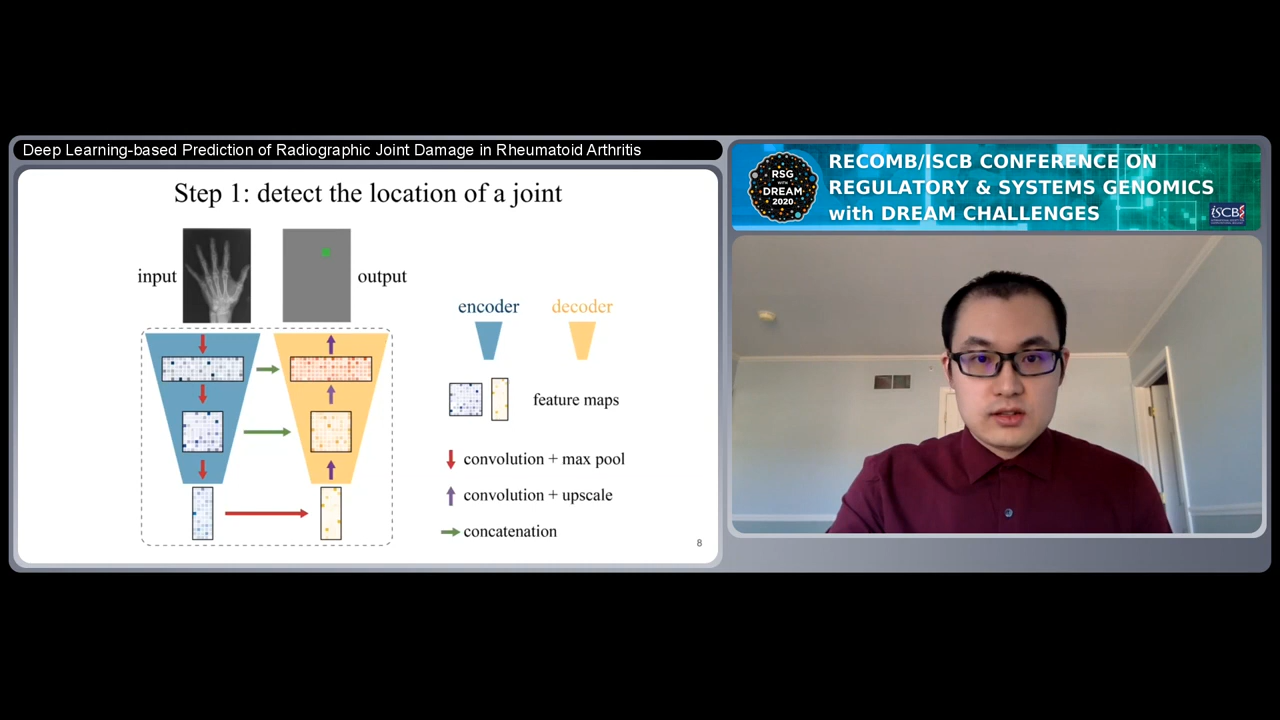 Deep Learning-based Prediction of Radiographic Joint Damage in Rheumatoid Arthritis
Step 1: detect the location of a joint
input
output
encoder
decoder
feature maps
convolution + max pool
convolution + upscale
concatenation
8
RSG
with
DREAM
2020
RECOMB/ISCB CONFERENCE ON
REGULATORY & SYSTEMS GENOMICS
with DREAM CHALLENGES
ISCB